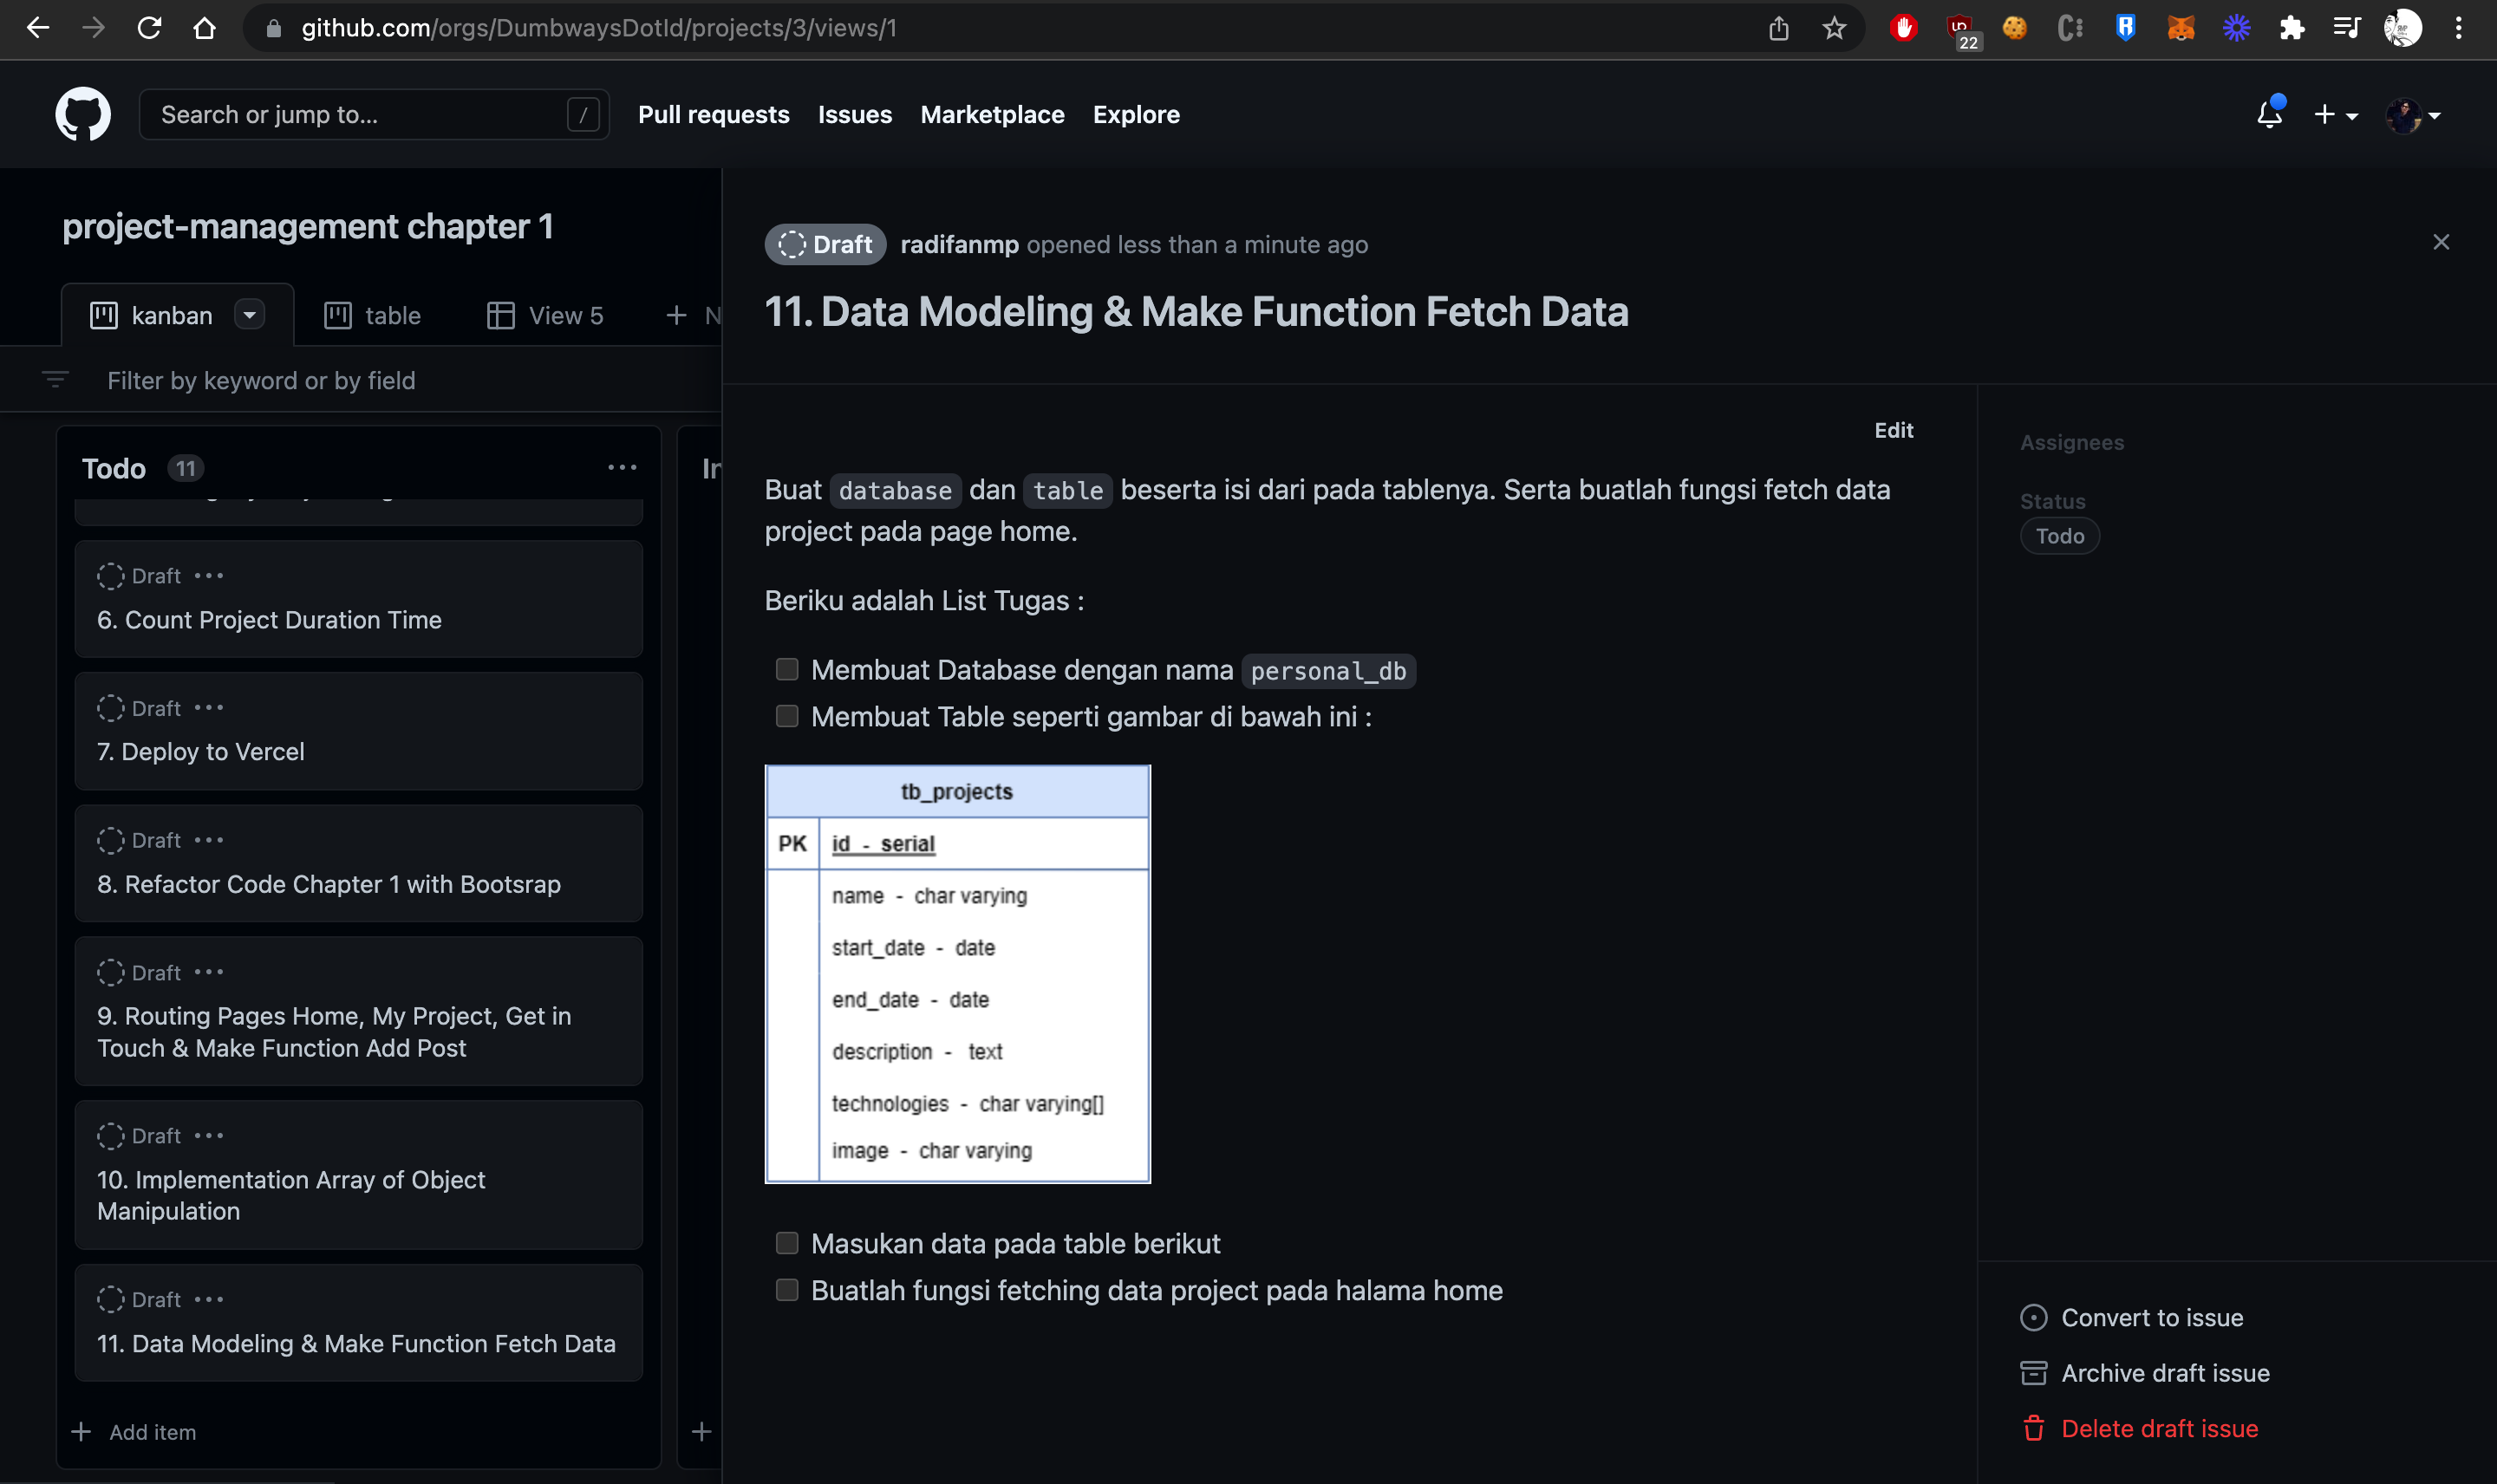 github.com/orgs/DumbwaysDotId/projects/3/views/1
22
Search or jump to...
/
Pull requests
Issues
Marketplace
Explore
project-management chapter 1
kanban
table
View 5
N
Filter by keyword or by field
Todo 11
Draft
6. Count Project Duration Time
Draft
7. Deploy to Vercel
Draft
8. Refactor Code Chapter 1 with Bootsrap
Draft
9. Routing Pages Home, My Project, Get in
Touch & Make Function Add Post
Draft
10. Implementation Array of Object
Manipulation
Draft
11. Data Modeling & Make Function Fetch Data
Add item
Draft radifanmp opened less than a minute ago
11. Data Modeling & Make Function Fetch Data
Edit
Buat database dan table beserta isi dari pada tablenya. Serta buatlah fungsi fetch data
project pada page home.
Beriku adalah List Tugas :
Membuat Database dengan nama personal_db
Membuat Table seperti gambar di bawah ini :
tb_projects
PK id - serial
name - char varying
start_date - date
end_date - date
description - text
technologies - char varying[]
image - char varying
Masukan data pada table berikut
Buatlah fungsi fetching data project pada halama home
Assignees
Status
Todo
Convert to issue
Archive draft issue
Delete draft issue